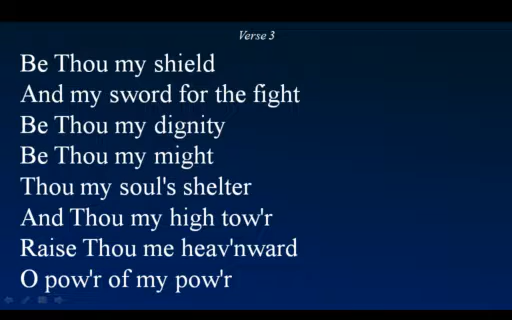 Verse 3
Be Thou my shield
And my sword for the fight
Be Thou my dignity
Be Thou my might
Thou my soul's shelter
And Thou my high tow'r
Raise Thou me heav'nward
O pow'r of my pow'r